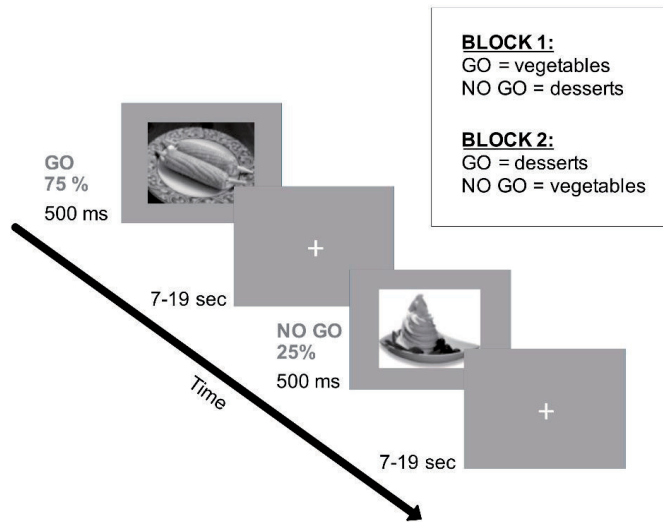 BLOCK 1:
GO = vegetables
NO GO = desserts
BLOCK 2:
GO = desserts
NO GO = vegetables
GO
75 %
500 ms
7-19 sec
NO GO
25%
500 ms
Time
7-19 sec